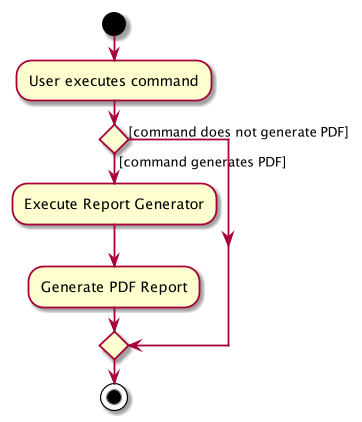 User executes command
[command does not generate PDF]
[command generates PDF]
Execute Report Generator
Generate PDF Report